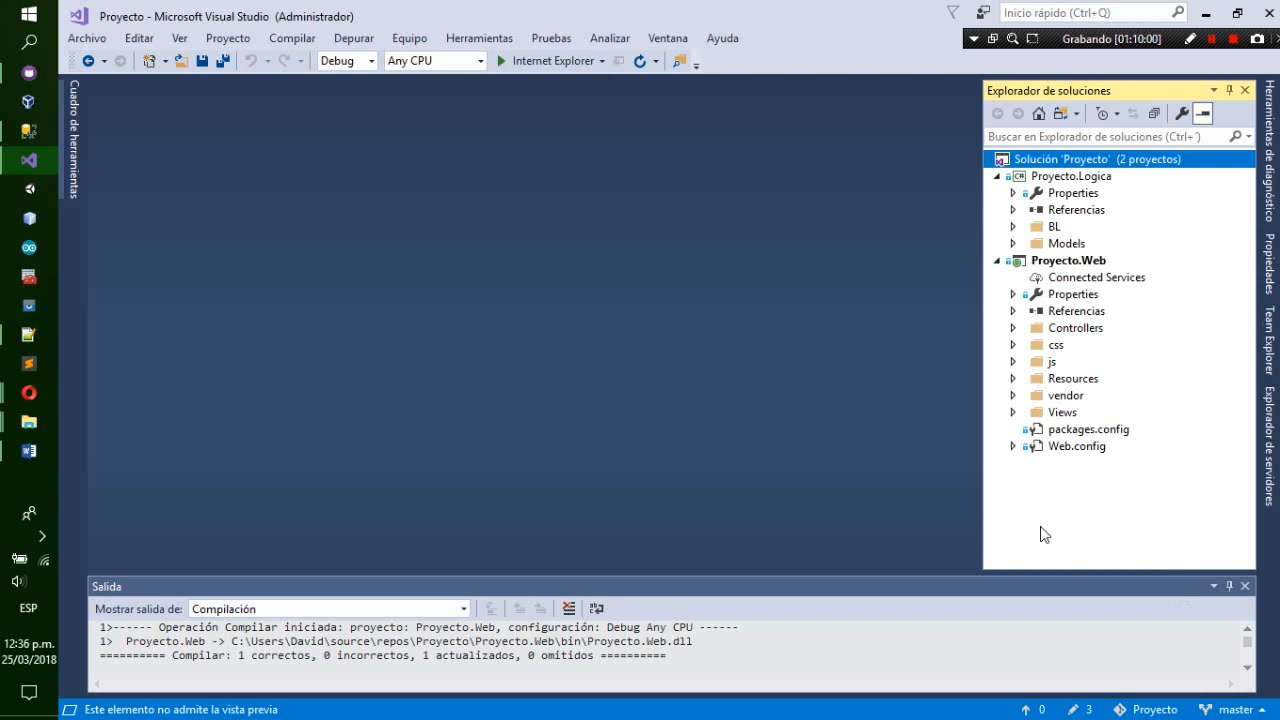 Proyecto - Microsoft Visual Studio (Administrador)
Inicio rápido (Ctrl+Q)
Archivo Editar Ver Proyecto Compilar Depurar Equipo Herramientas Pruebas Analizar Ventana Ayuda
Grabando [01:10:00]
Debug Any CPU Internet Explorer
Cuadro de herramientas
Explorador de soluciones
Buscar en Explorador de soluciones (Ctrl+´)
Solución 'Proyecto' (2 proyectos)
Proyecto.Logica
Properties
Referencias
BL
Models
Proyecto.Web
Connected Services
Properties
Referencias
Controllers
css
js
Resources
vendor
Views
packages.config
Web.config
Herramientas de diagnóstico
Propiedades
Team Explorer
Explorador de servidores
Salida
Mostrar salida de: Compilación
1>------ Operación Compilar iniciada: proyecto: Proyecto.Web, configuración: Debug Any CPU ------
1>  Proyecto.Web -> C:\Users\David\source\repos\Proyecto\Proyecto.Web\bin\Proyecto.Web.dll
========== Compilar: 1 correctos, 0 incorrectos, 1 actualizados, 0 omitidos ==========
ESP
12:36 p.m.
25/03/2018
Este elemento no admite la vista previa
0 3 Proyecto master